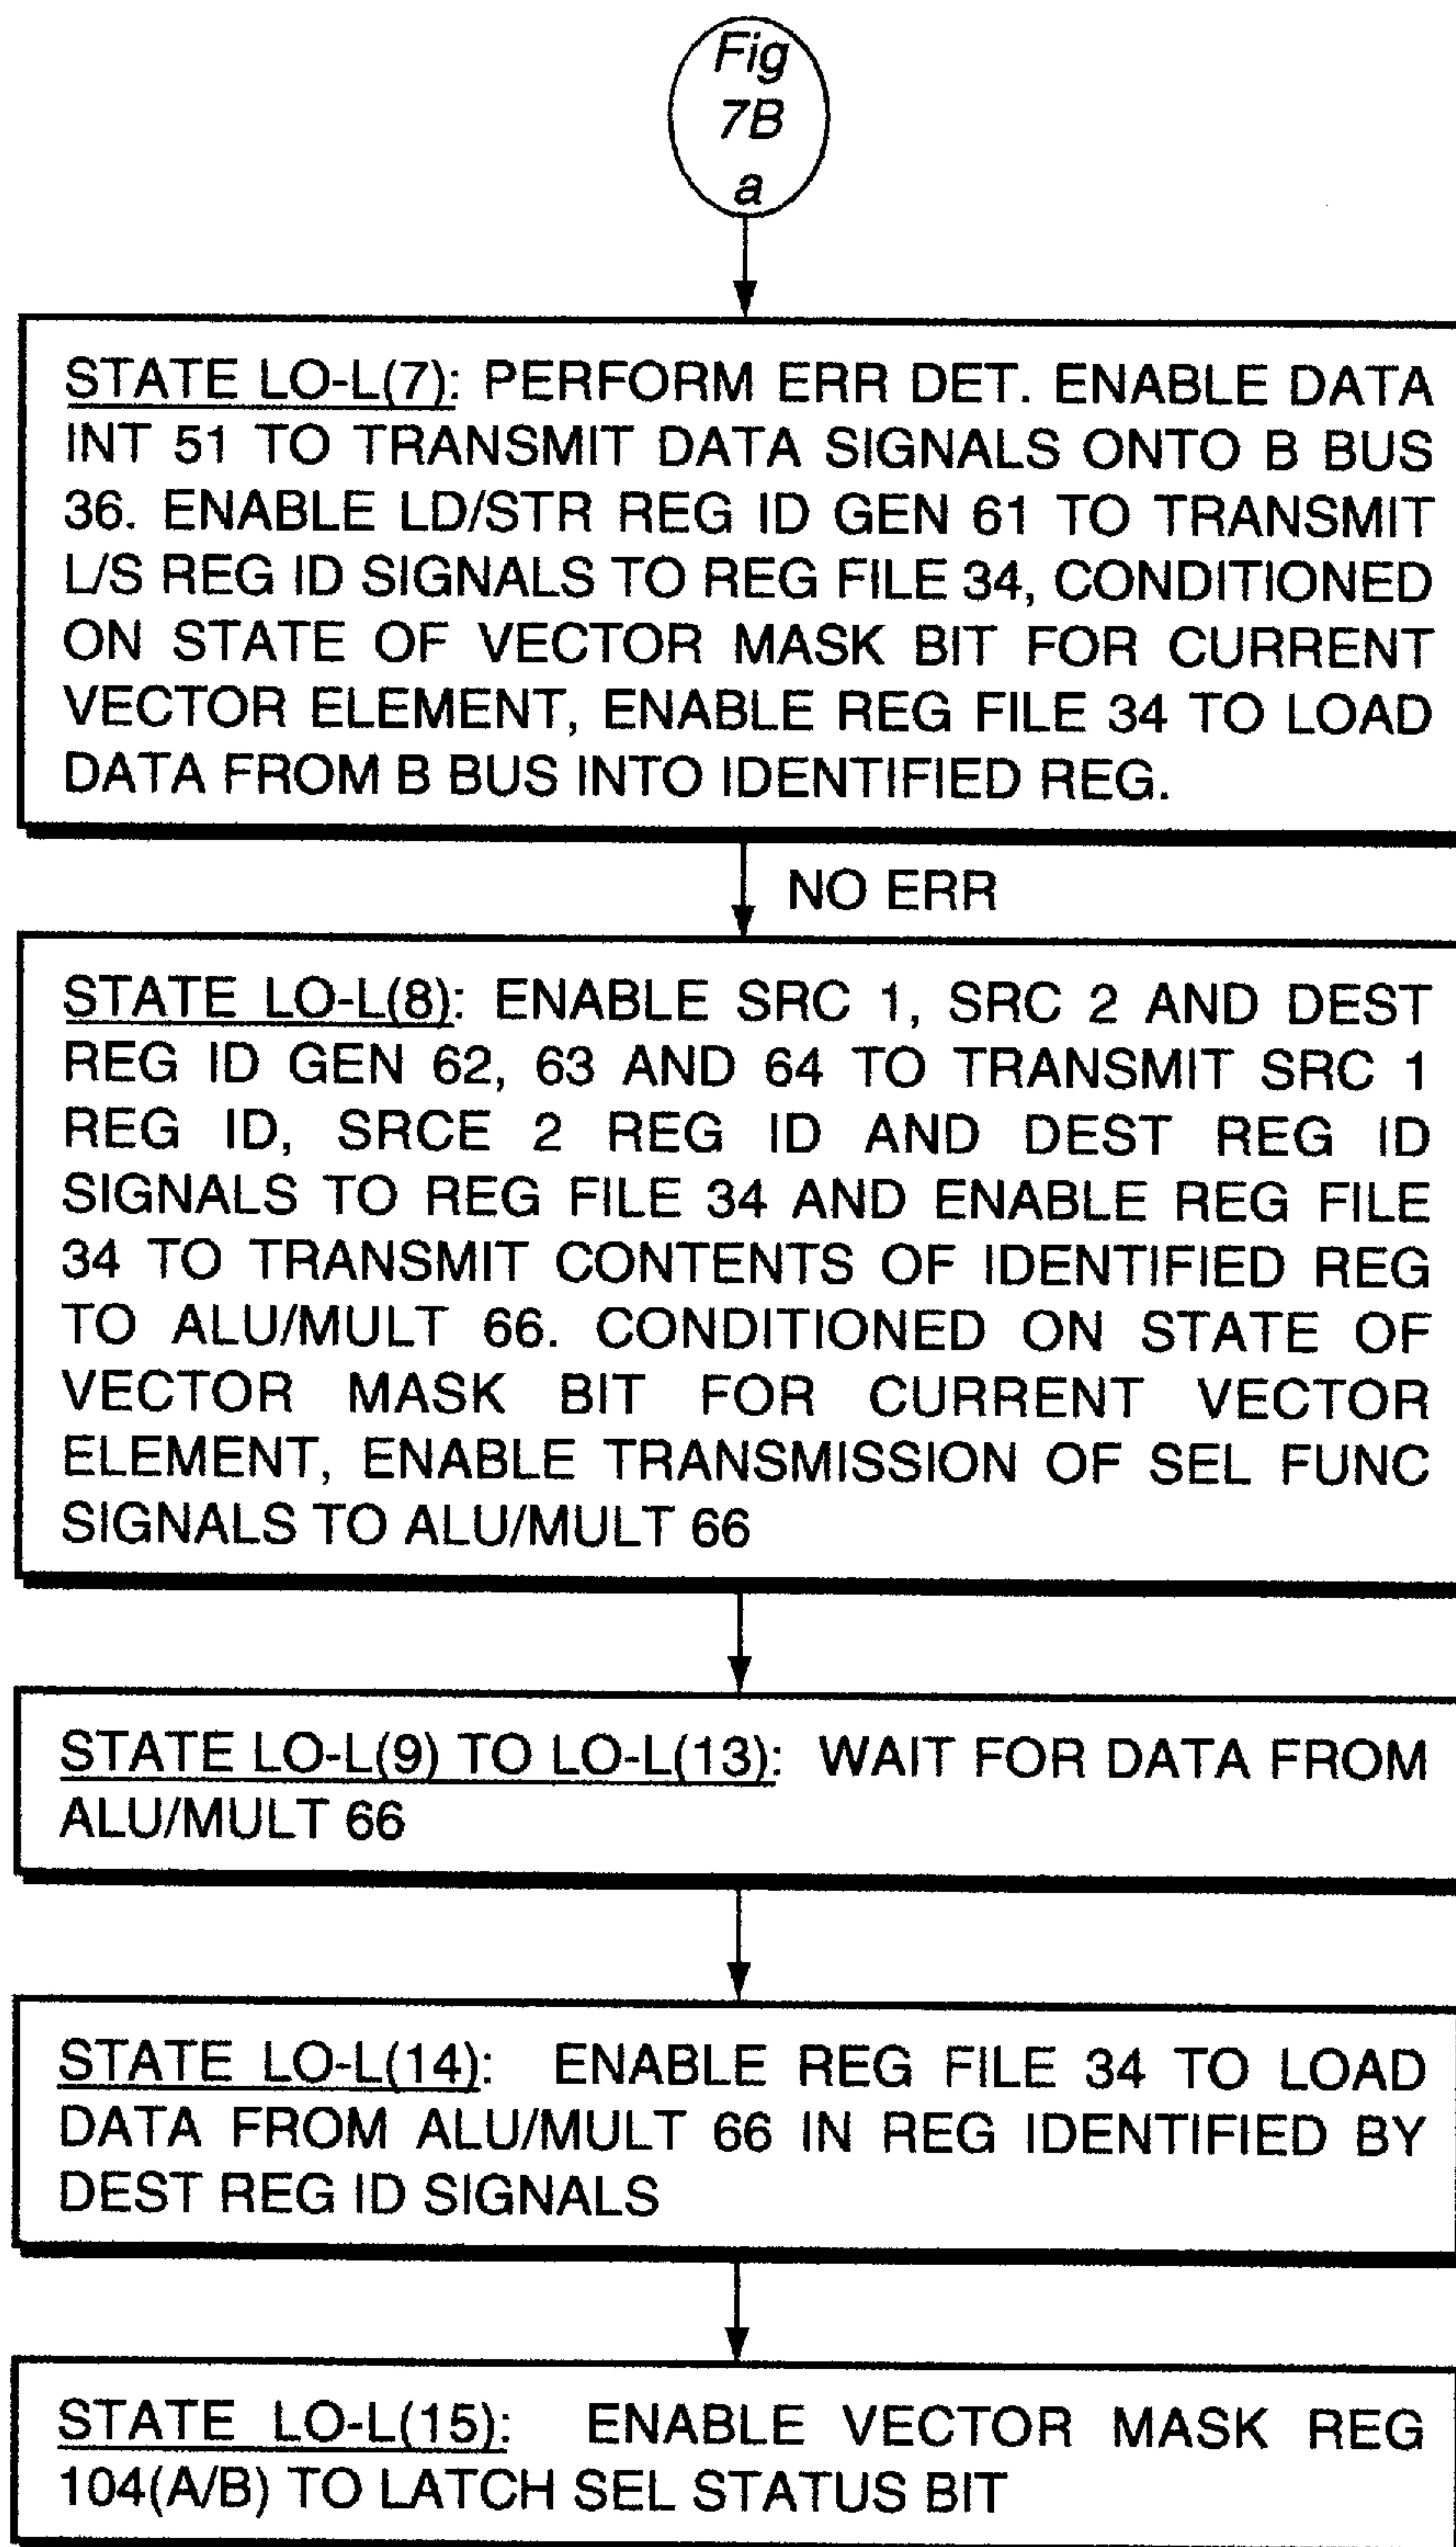 Fig
7B
a
STATE LO-L(7): PERFORM ERR DET. ENABLE DATA
INT 51 TO TRANSMIT DATA SIGNALS ONTO B BUS
36. ENABLE LD/STR REG ID GEN 61 TO TRANSMIT
L/S REG ID SIGNALS TO REG FILE 34, CONDITIONED
ON STATE OF VECTOR MASK BIT FOR CURRENT
VECTOR ELEMENT, ENABLE REG FILE 34 TO LOAD
DATA FROM B BUS INTO IDENTIFIED REG.
NO ERR
STATE LO-L(8): ENABLE SRC 1, SRC 2 AND DEST
REG ID GEN 62, 63 AND 64 TO TRANSMIT SRC 1
REG ID, SRCE 2 REG ID AND DEST REG ID
SIGNALS TO REG FILE 34 AND ENABLE REG FILE
34 TO TRANSMIT CONTENTS OF IDENTIFIED REG
TO ALU/MULT 66. CONDITIONED ON STATE OF
VECTOR MASK BIT FOR CURRENT VECTOR
ELEMENT, ENABLE TRANSMISSION OF SEL FUNC
SIGNALS TO ALU/MULT 66
STATE LO-L(9) TO LO-L(13): WAIT FOR DATA FROM
ALU/MULT 66
STATE LO-L(14): ENABLE REG FILE 34 TO LOAD
DATA FROM ALU/MULT 66 IN REG IDENTIFIED BY
DEST REG ID SIGNALS
STATE LO-L(15): ENABLE VECTOR MASK REG
104(A/B) TO LATCH SEL STATUS BIT